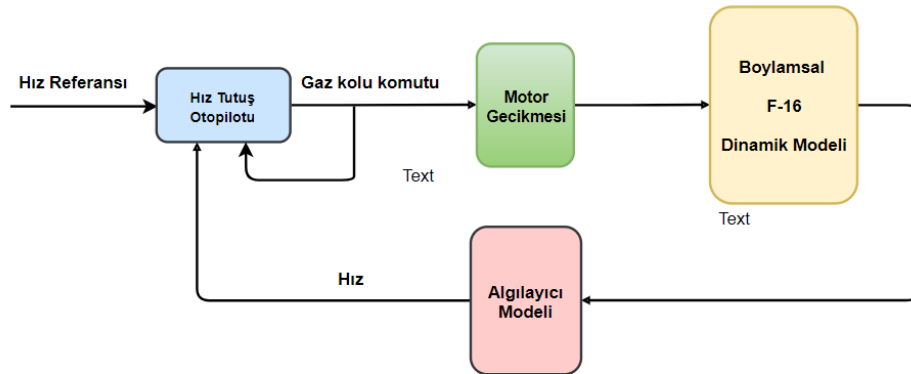 Hız Referansı
Hız Tutuş
Otopilotu
Gaz kolu komutu
Motor
Gecikmesi
Boylamsal
F-16
Dinamik Modeli
Text
Text
Hız
Algılayıcı
Modeli